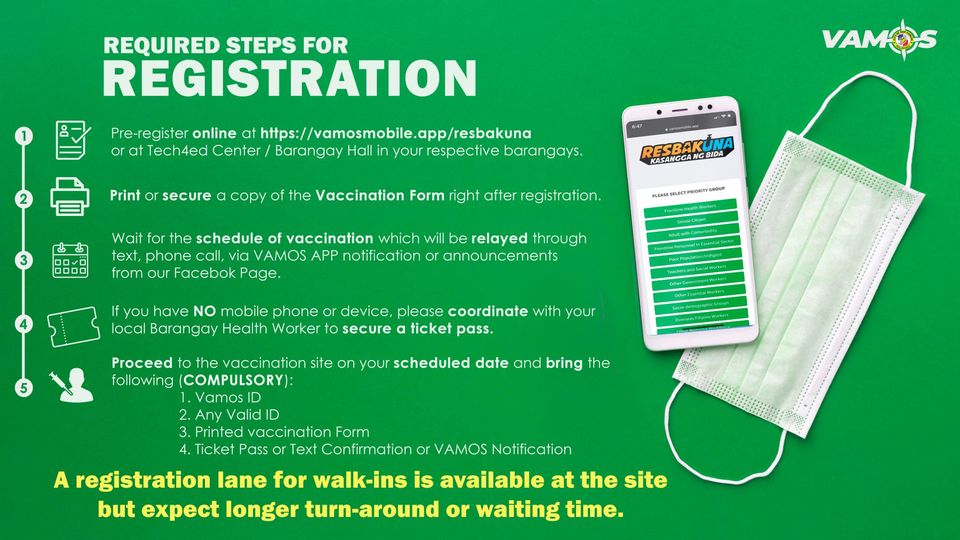 REQUIRED STEPS FOR
REGISTRATION
VAMOS
1
Pre-register online at https://vamosmobile.app/resbakuna
or at Tech4ed Center / Barangay Hall in your respective barangays.
2
Print or secure a copy of the Vaccination Form right after registration.
3
Wait for the schedule of vaccination which will be relayed through
text, phone call, via VAMOS APP notification or announcements
from our Facebok Page.
4
If you have NO mobile phone or device, please coordinate with your
local Barangay Health Worker to secure a ticket pass.
5
Proceed to the vaccination site on your scheduled date and bring the
following (COMPULSORY):
1. Vamos ID
2. Any Valid ID
3. Printed vaccination Form
4. Ticket Pass or Text Confirmation or VAMOS Notification
A registration lane for walk-ins is available at the site
but expect longer turn-around or waiting time.
8:47
vamosmobile.app
RESBAKUNA
KASANGGA NG BIDA
PLEASE SELECT PRIORITY GROUP
Frontline Health Workers
Senior Citizen
Adult with Comorbidity
Frontline Personnel in Essential Sector
Poor Population/Indigent
Teachers and Social Workers
Other Government Workers
Other Essential Workers
Socio-demographic Groups
Overseas Filipino Workers